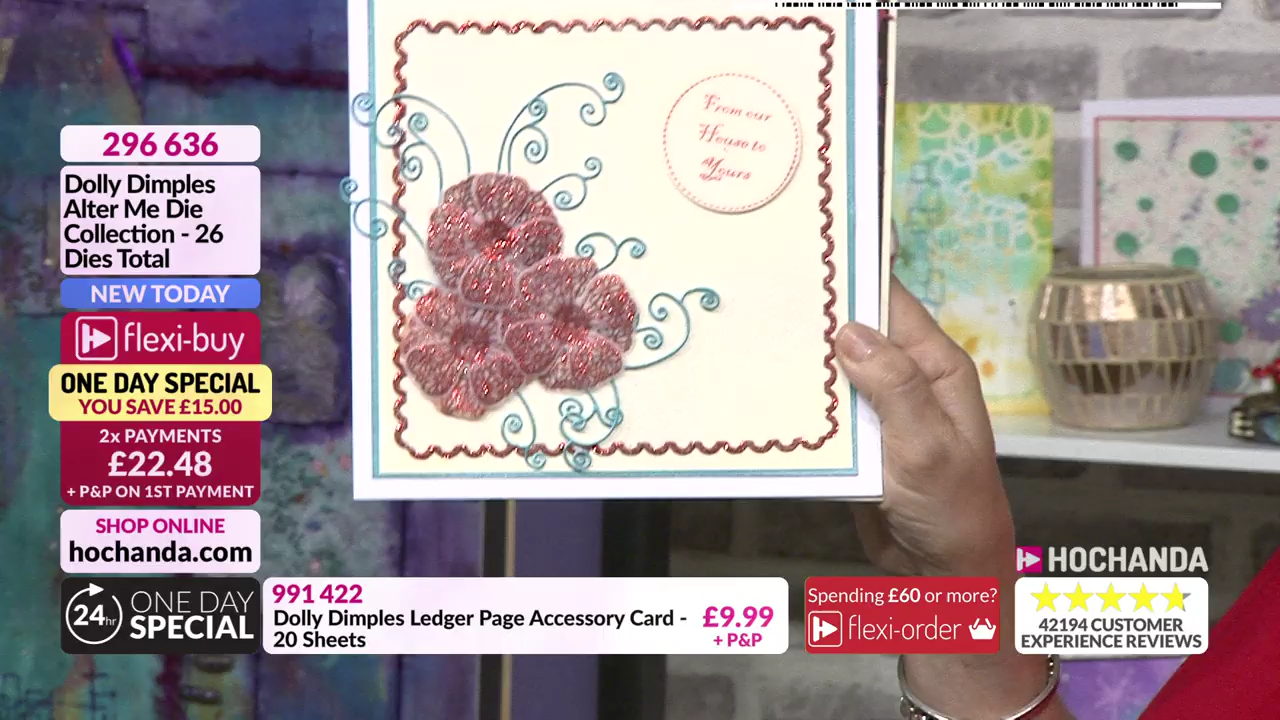 From our
House to
Yours
296 636
Dolly Dimples
Alter Me Die
Collection - 26
Dies Total
NEW TODAY
flexi-buy
ONE DAY SPECIAL
YOU SAVE £15.00
2x PAYMENTS
£22.48
+ P&P ON 1ST PAYMENT
SHOP ONLINE
hochanda.com
24hr
ONE DAY
SPECIAL
991 422
Dolly Dimples Ledger Page Accessory Card -
20 Sheets
£9.99
+ P&P
Spending £60 or more?
flexi-order
HOCHANDA
42194 CUSTOMER
EXPERIENCE REVIEWS